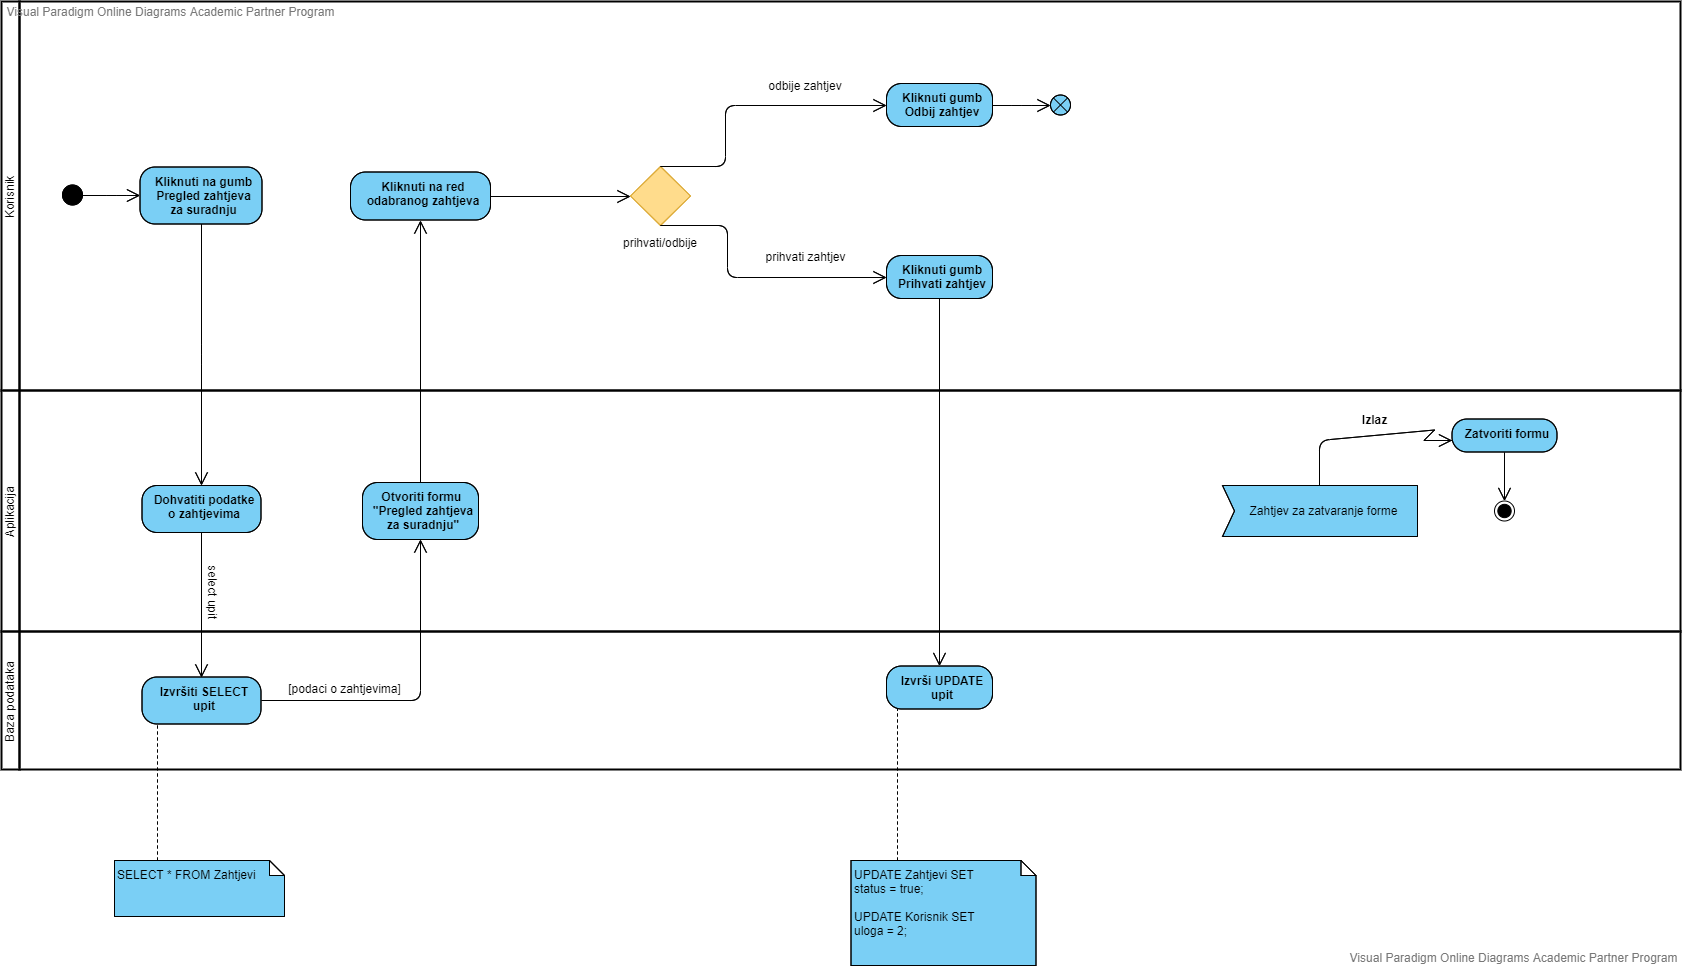 Visual Paradigm Online Diagrams Academic Partner Program
Korisnik
Kliknuti na gumb
Pregled zahtjeva
za suradnju
Kliknuti na red
odabranog zahtjeva
prihvati/odbije
odbije zahtjev
Kliknuti gumb
Odbij zahtjev
prihvati zahtjev
Kliknuti gumb
Prihvati zahtjev
Aplikacija
Dohvatiti podatke
o zahtjevima
select upit
Otvoriti formu
"Pregled zahtjeva
za suradnju"
Izlaz
Zahtjev za zatvaranje forme
Zatvoriti formu
Baza podataka
Izvršiti SELECT
upit
[podaci o zahtjevima]
Izvrši UPDATE
upit
SELECT * FROM Zahtjevi
UPDATE Zahtjevi SET
status = true;
UPDATE Korisnik SET
uloga = 2;
Visual Paradigm Online Diagrams Academic Partner Program